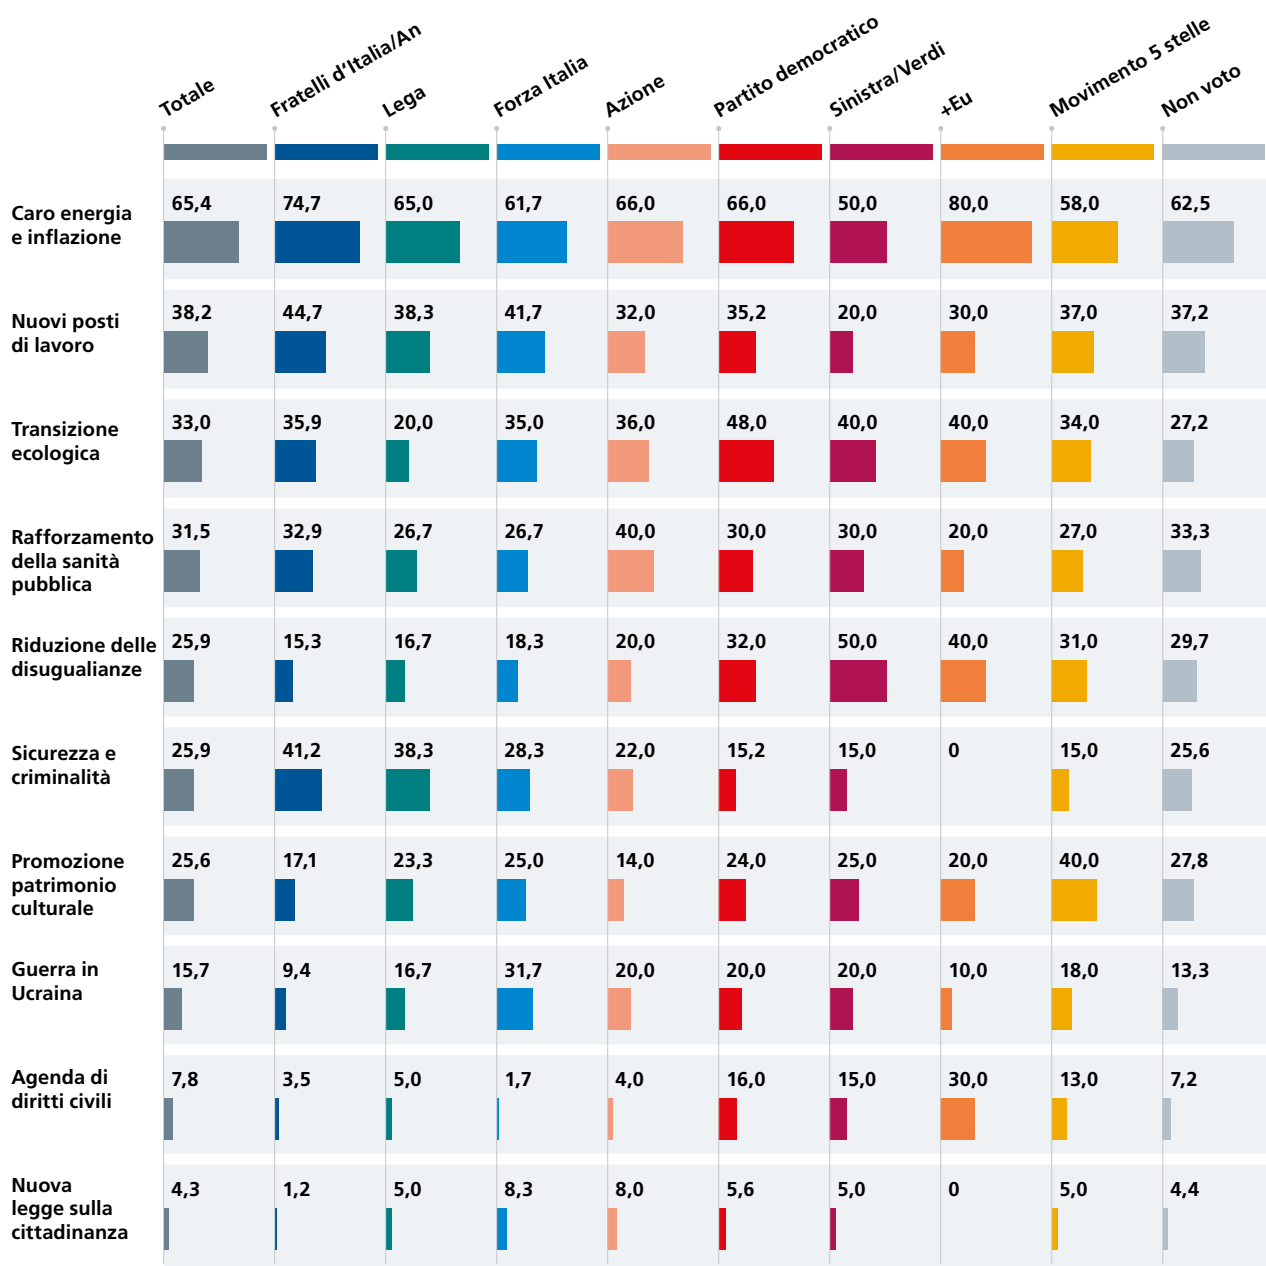 Totale
Fratelli d’Italia/An
Lega
Forza Italia
Azione
Partito democratico
Sinistra/Verdi
+Eu
Movimento 5 stelle
Non voto
Caro energia
e inflazione
65,4 74,7 65,0 61,7 66,0 66,0 50,0 80,0 58,0 62,5
Nuovi posti
di lavoro
38,2 44,7 38,3 41,7 32,0 35,2 20,0 30,0 37,0 37,2
Transizione
ecologica
33,0 35,9 20,0 35,0 36,0 48,0 40,0 40,0 34,0 27,2
Rafforzamento
della sanità
pubblica
31,5 32,9 26,7 26,7 40,0 30,0 30,0 20,0 27,0 33,3
Riduzione delle
disugualianze
25,9 15,3 16,7 18,3 20,0 32,0 50,0 40,0 31,0 29,7
Sicurezza e
criminalità
25,9 41,2 38,3 28,3 22,0 15,2 15,0 0 15,0 25,6
Promozione
patrimonio
culturale
25,6 17,1 23,3 25,0 14,0 24,0 25,0 20,0 40,0 27,8
Guerra in
Ucraina
15,7 9,4 16,7 31,7 20,0 20,0 20,0 10,0 18,0 13,3
Agenda di
diritti civili
7,8 3,5 5,0 1,7 4,0 16,0 15,0 30,0 13,0 7,2
Nuova
legge sulla
cittadinanza
4,3 1,2 5,0 8,3 8,0 5,6 5,0 0 5,0 4,4